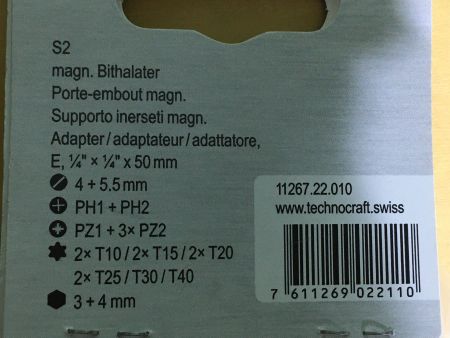 S2
magn. Bithalater
Porte-embout magn.
Supporto inerseti magn.
Adapter/adaptateur/adattatore,
E, ¼" × ¼" x 50 mm
4 + 5.5 mm
PH1 + PH2
PZ1 + 3× PZ2
2× T10 / 2× T15 / 2× T20
2× T25 / T30 / T40
3 + 4 mm
11267.22.010
www.technocraft.swiss
7 611269 022110